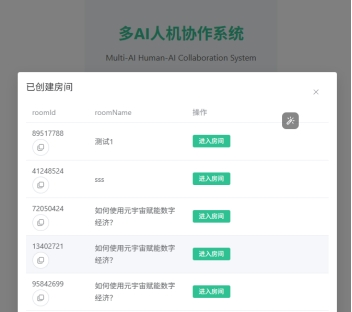 多AI人机协作系统
Multi-AI Human-AI Collaboration System
已创建房间
roomId roomName 操作
89517788 测试1 进入房间
41248524 sss 进入房间
72050424 如何使用元宇宙赋能数字
经济? 进入房间
13402721 如何使用元宇宙赋能数字
经济? 进入房间
95842699 如何使用元宇宙赋能数字
经济? 进入房间